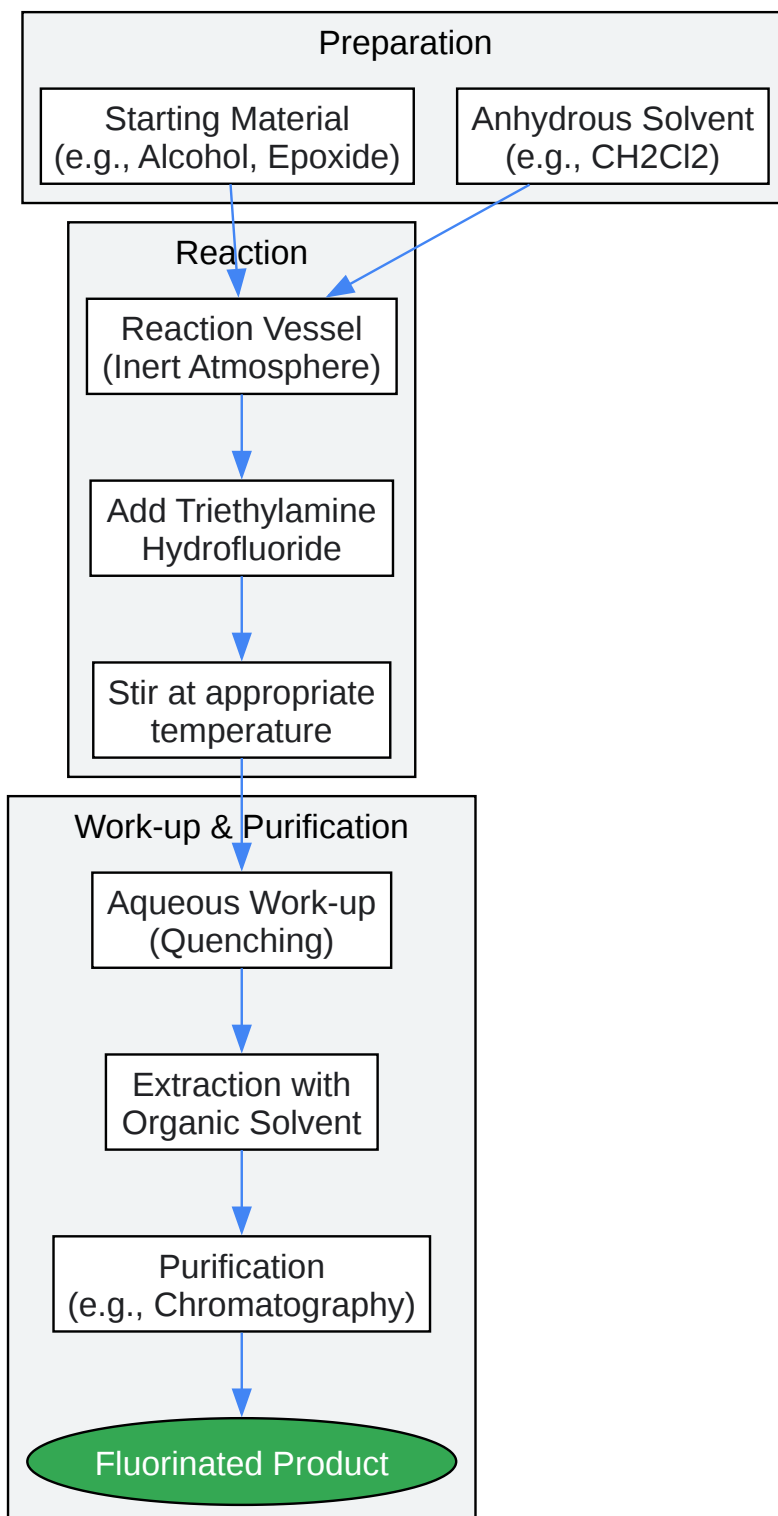 Preparation
Starting Material
(e.g., Alcohol, Epoxide)
Anhydrous Solvent
(e.g., CH2Cl2)
Reaction
Reaction Vessel
(Inert Atmosphere)
Add Triethylamine
Hydrofluoride
Stir at appropriate
temperature
Work-up & Purification
Aqueous Work-up
(Quenching)
Extraction with
Organic Solvent
Purification
(e.g., Chromatography)
Fluorinated Product